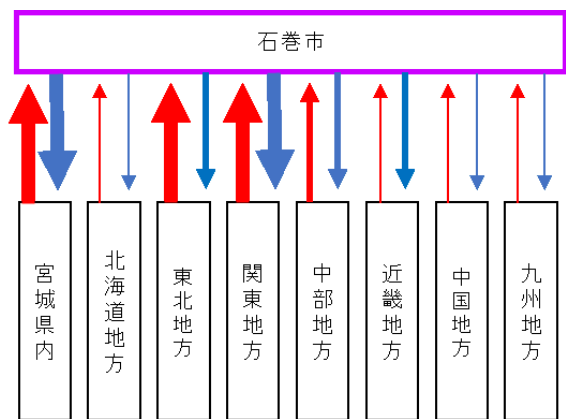 石巻市
宮城県内
北海道地方
東北地方
関東地方
中部地方
近畿地方
中国地方
九州地方